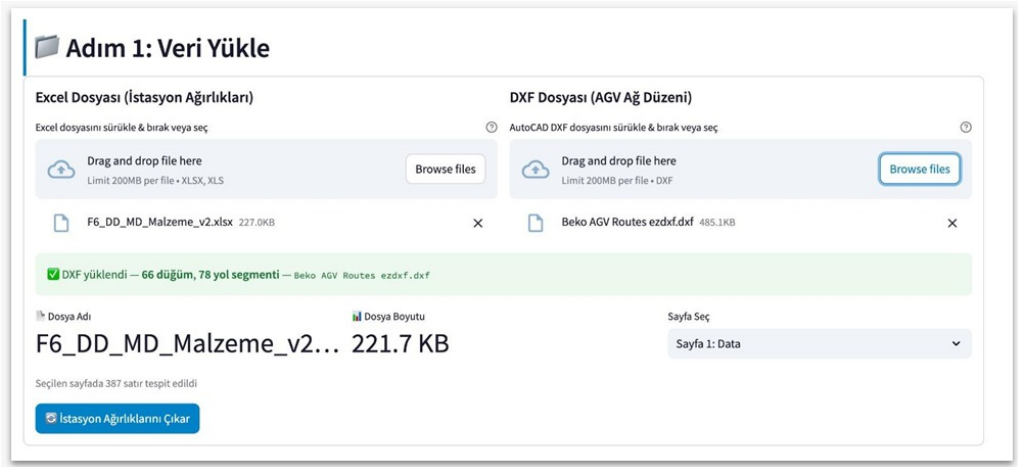 Adım 1: Veri Yükle
Excel Dosyası (İstasyon Ağırlıkları)
Excel dosyasını sürükle & bırak veya seç
Drag and drop file here
Limit 200MB per file • XLSX, XLS
Browse files
F6_DD_MD_Malzeme_v2.xlsx 227.0KB
DXF Dosyası (AGV Ağ Düzeni)
AutoCAD DXF dosyasını sürükle & bırak veya seç
Drag and drop file here
Limit 200MB per file • DXF
Browse files
Beko AGV Routes ezdxf.dxf 485.1KB
DXF yüklendi — 66 düğüm, 78 yol segmenti — Beko AGV Routes ezdxf.dxf
Dosya Adı
F6_DD_MD_Malzeme_v2...
Dosya Boyutu
221.7 KB
Sayfa Seç
Sayfa 1: Data
Seçilen sayfada 387 satır tespit edildi
İstasyon Ağırlıklarını Çıkar